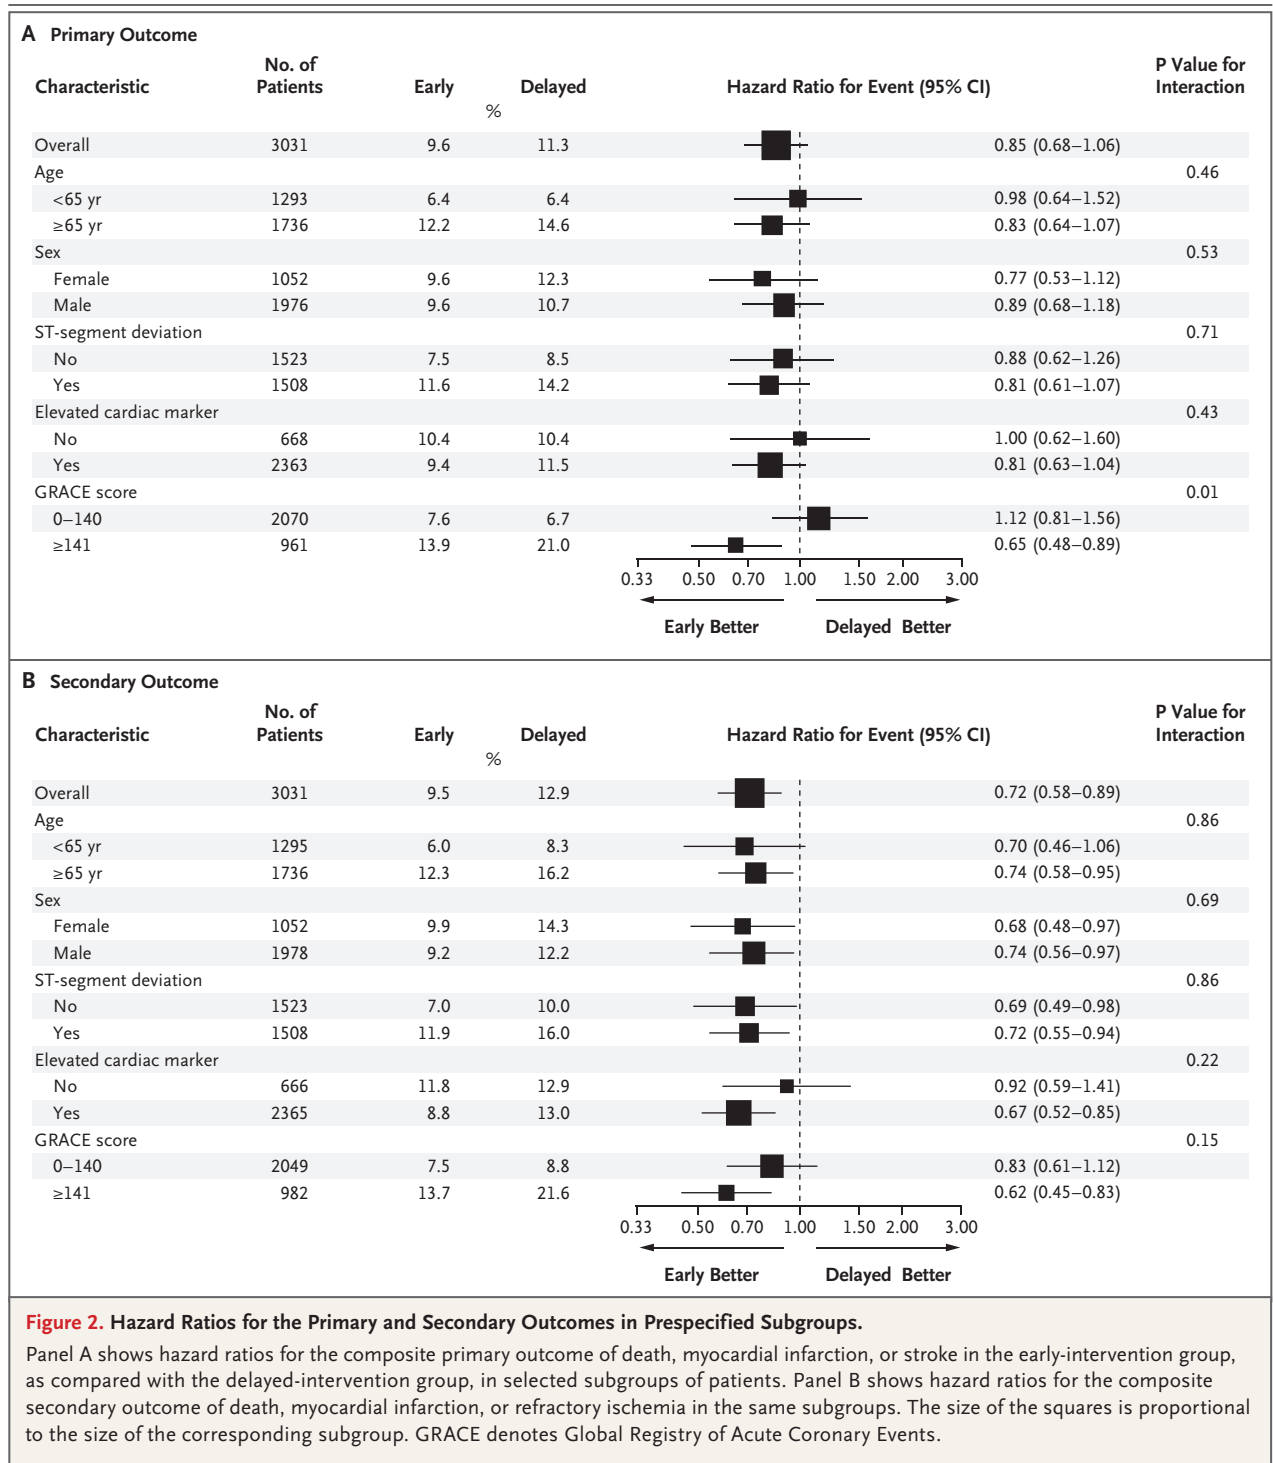 A Primary Outcome
Characteristic No. of Patients Early Delayed Hazard Ratio for Event (95% CI) P Value for Interaction
%
Overall 3031 9.6 11.3 0.85 (0.68–1.06)
Age 0.46
<65 yr 1293 6.4 6.4 0.98 (0.64–1.52)
≥65 yr 1736 12.2 14.6 0.83 (0.64–1.07)
Sex 0.53
Female 1052 9.6 12.3 0.77 (0.53–1.12)
Male 1976 9.6 10.7 0.89 (0.68–1.18)
ST-segment deviation 0.71
No 1523 7.5 8.5 0.88 (0.62–1.26)
Yes 1508 11.6 14.2 0.81 (0.61–1.07)
Elevated cardiac marker 0.43
No 668 10.4 10.4 1.00 (0.62–1.60)
Yes 2363 9.4 11.5 0.81 (0.63–1.04)
GRACE score 0.01
0–140 2070 7.6 6.7 1.12 (0.81–1.56)
≥141 961 13.9 21.0 0.65 (0.48–0.89)
0.33 0.50 0.70 1.00 1.50 2.00 3.00
Early Better Delayed Better
B Secondary Outcome
Characteristic No. of Patients Early Delayed Hazard Ratio for Event (95% CI) P Value for Interaction
%
Overall 3031 9.5 12.9 0.72 (0.58–0.89)
Age 0.86
<65 yr 1295 6.0 8.3 0.70 (0.46–1.06)
≥65 yr 1736 12.3 16.2 0.74 (0.58–0.95)
Sex 0.69
Female 1052 9.9 14.3 0.68 (0.48–0.97)
Male 1978 9.2 12.2 0.74 (0.56–0.97)
ST-segment deviation 0.86
No 1523 7.0 10.0 0.69 (0.49–0.98)
Yes 1508 11.9 16.0 0.72 (0.55–0.94)
Elevated cardiac marker 0.22
No 666 11.8 12.9 0.92 (0.59–1.41)
Yes 2365 8.8 13.0 0.67 (0.52–0.85)
GRACE score 0.15
0–140 2049 7.5 8.8 0.83 (0.61–1.12)
≥141 982 13.7 21.6 0.62 (0.45–0.83)
0.33 0.50 0.70 1.00 1.50 2.00 3.00
Early Better Delayed Better
Figure 2. Hazard Ratios for the Primary and Secondary Outcomes in Prespecified Subgroups.
Panel A shows hazard ratios for the composite primary outcome of death, myocardial infarction, or stroke in the early-intervention group,
as compared with the delayed-intervention group, in selected subgroups of patients. Panel B shows hazard ratios for the composite
secondary outcome of death, myocardial infarction, or refractory ischemia in the same subgroups. The size of the squares is proportional
to the size of the corresponding subgroup. GRACE denotes Global Registry of Acute Coronary Events.